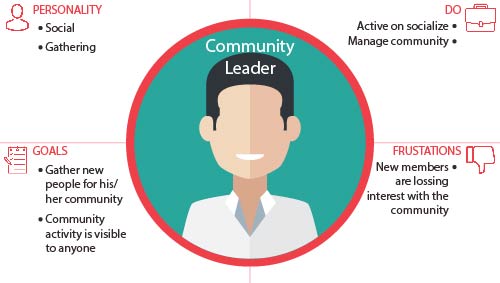 PERSONALITY
• Social
• Gathering
DO
Active on socialize •
Manage community •
Community
Leader
GOALS
• Gather new
people for his/
her community
• Community
activity is visible
to anyone
FRUSTATIONS
New members •
are lossing
interest with the
community